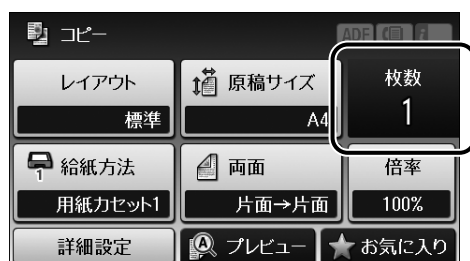 コピー
ADF
レイアウト
標準
原稿サイズ
A4
枚数
1
1
給紙方法
用紙カセット1
両面
片面→片面
倍率
100%
詳細設定
プレビュー
お気に入り